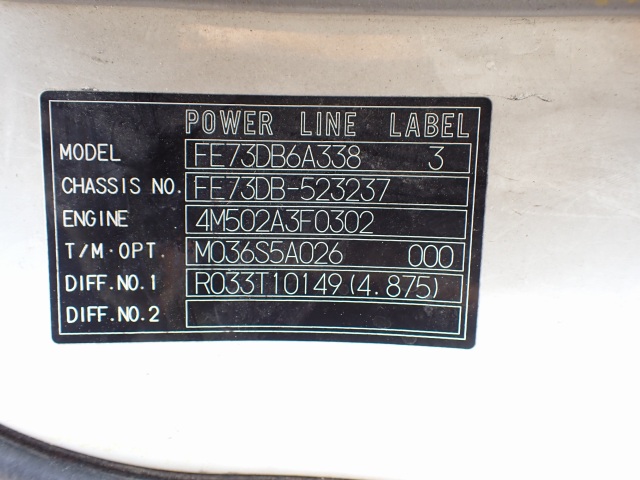 POWER LINE LABEL
MODEL FE73DB6A338 3
CHASSIS NO. FE73DB-523237
ENGINE 4M502A3F0302
T/M·OPT. M036S5A026 000
DIFF.NO.1 R033T10149(4.875)
DIFF.NO.2